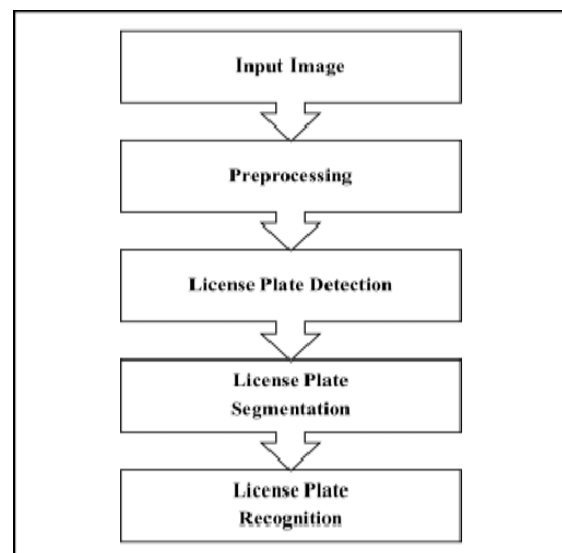 Input Image
Preprocessing
License Plate Detection
License Plate
Segmentation
License Plate
Recognition